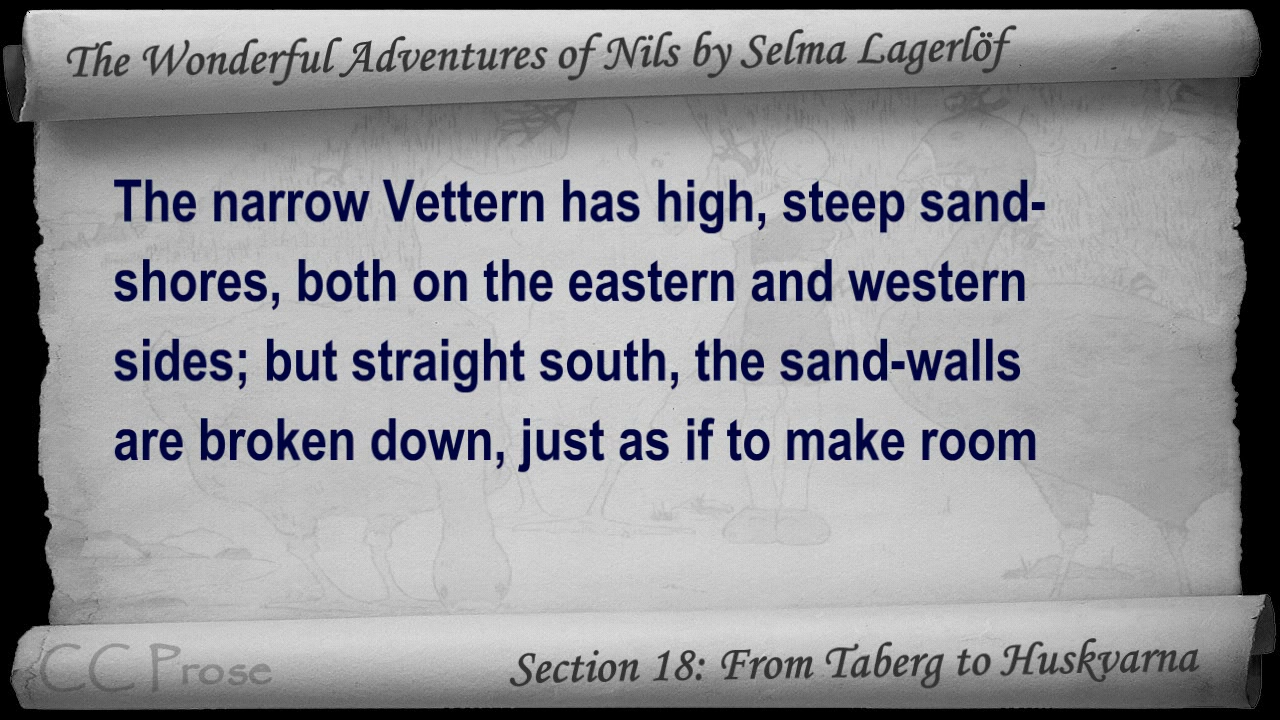 The Wonderful Adventures of Nils by Selma Lagerlöf
The narrow Vettern has high, steep sand-
shores, both on the eastern and western
sides; but straight south, the sand-walls
are broken down, just as if to make room
CC Prose
Section 18: From Taberg to Huskvarna